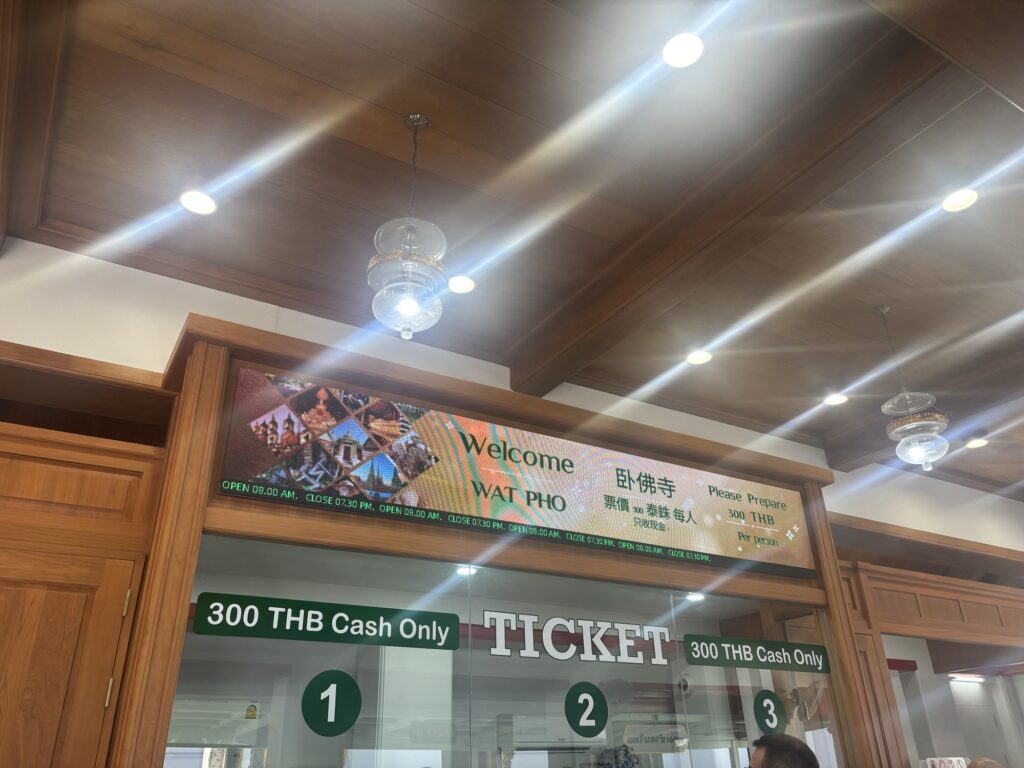 Welcome
WAT PHO
卧佛寺
票價 300 泰銖 每人
只收现金
Please Prepare
300 THB
Per person
OPEN 08.00 AM. CLOSE 07.30 PM. OPEN 08.00 AM. CLOSE 07.30 PM. OPEN 08.00 AM. CLOSE 07.30 PM. OPEN 08.00 AM. CLOSE 07.30 PM.
300 THB Cash Only
TICKET
300 THB Cash Only
1
2
3